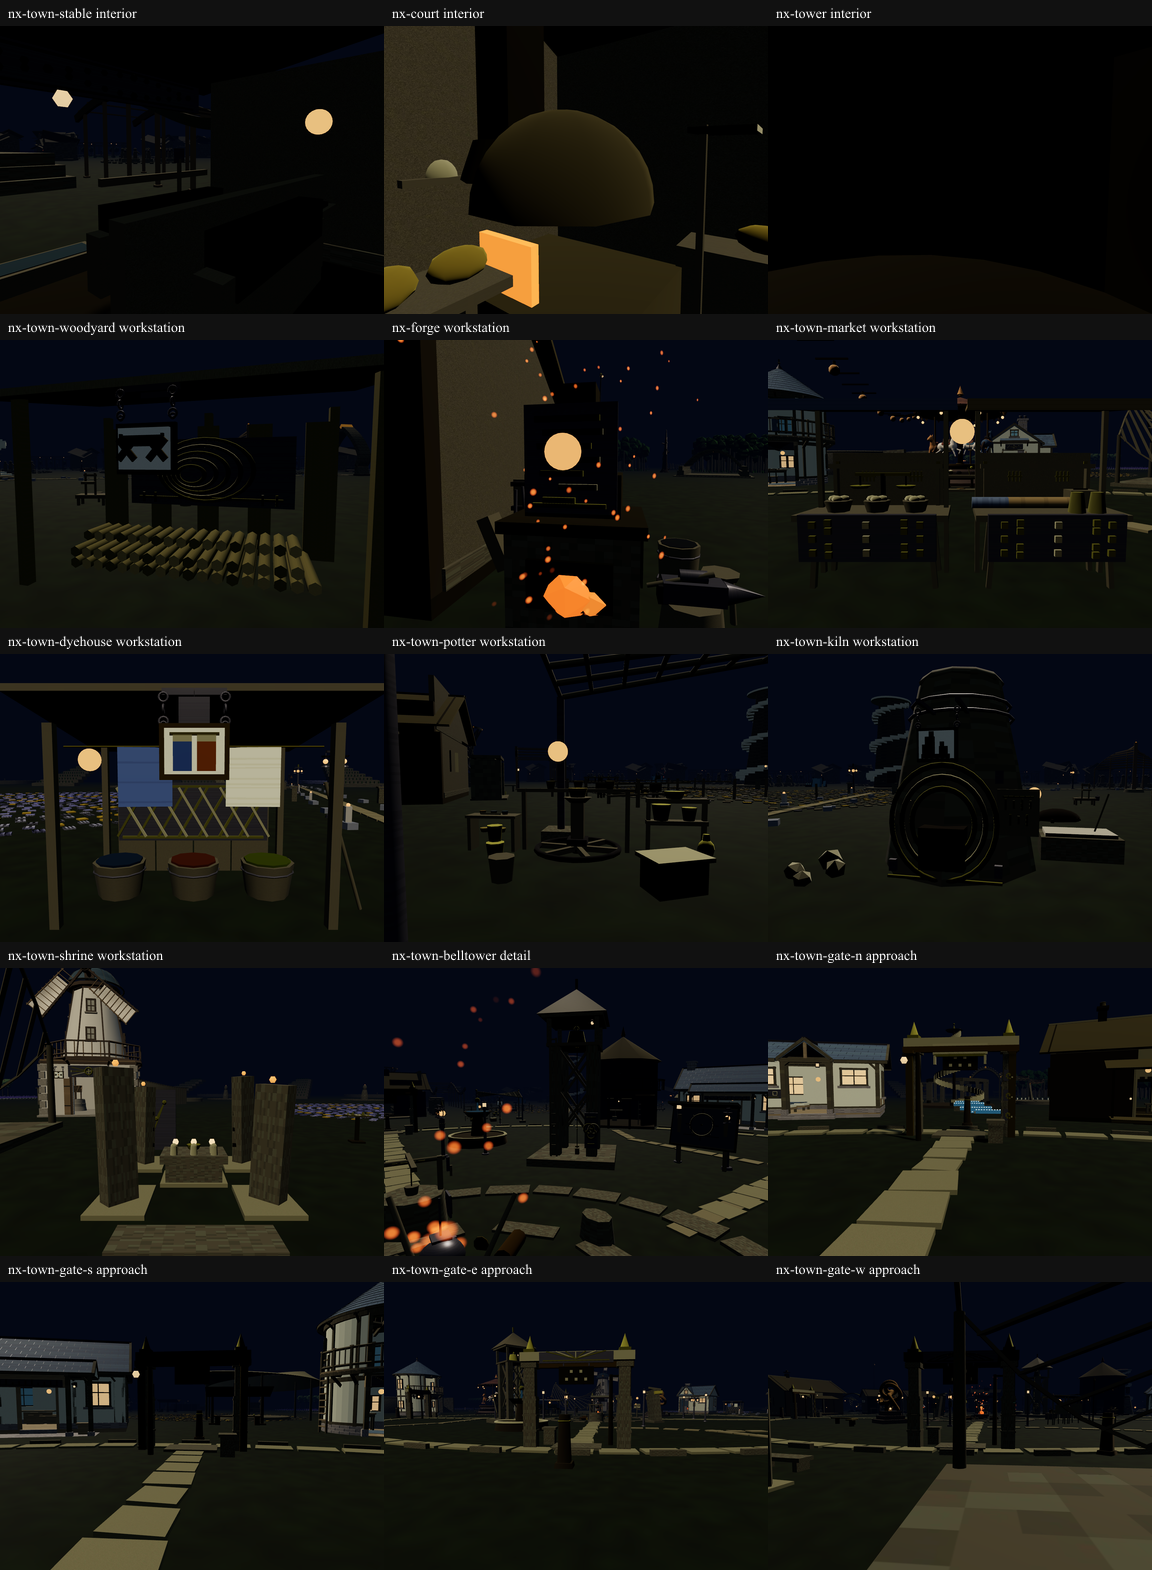 nx-town-stable interior
nx-court interior
nx-tower interior
nx-town-woodyard workstation
nx-forge workstation
nx-town-market workstation
nx-town-dyehouse workstation
nx-town-potter workstation
nx-town-kiln workstation
nx-town-shrine workstation
nx-town-belltower detail
nx-town-gate-n approach
nx-town-gate-s approach
nx-town-gate-e approach
nx-town-gate-w approach